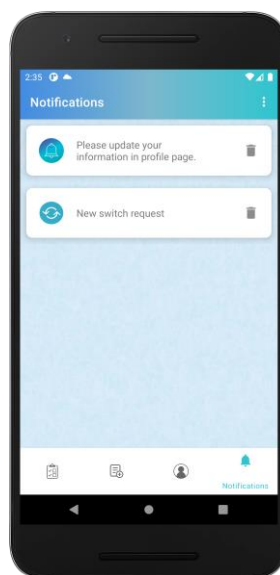 2:35
Notifications
Please update your
information in profile page.
New switch request
Notifications